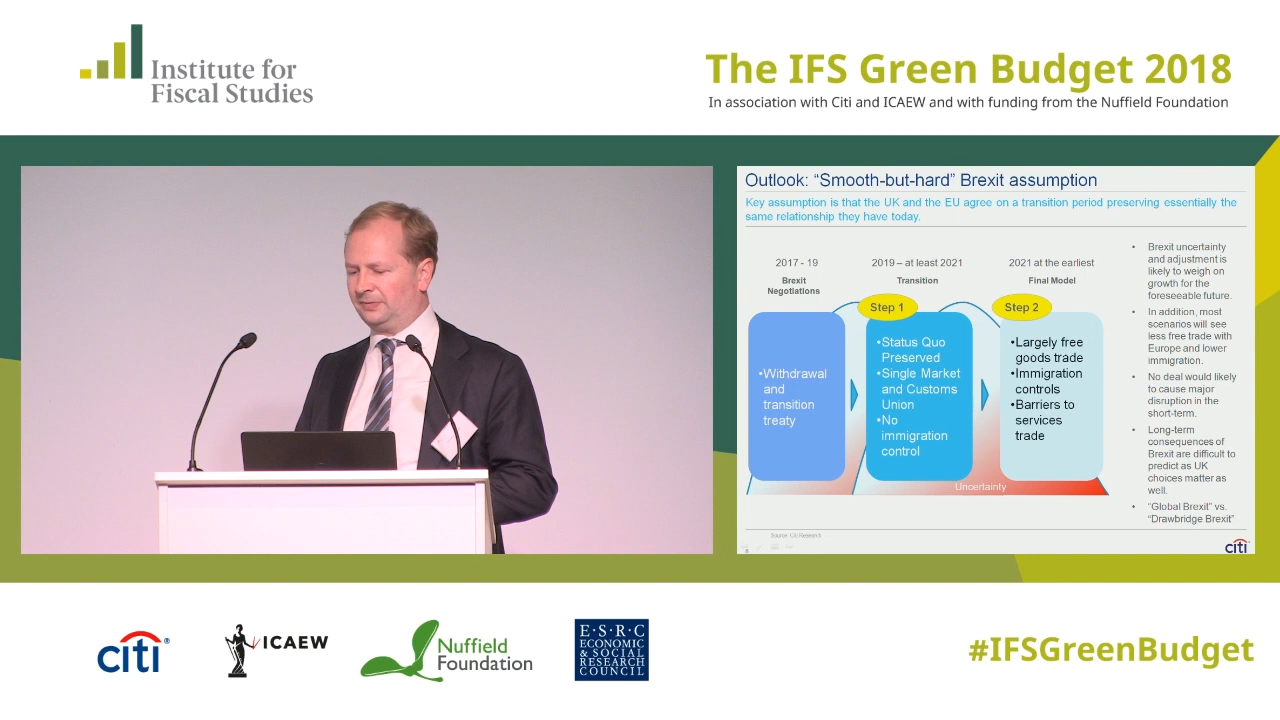 Institute for
Fiscal Studies
The IFS Green Budget 2018
In association with Citi and ICAEW and with funding from the Nuffield Foundation
Outlook: “Smooth-but-hard” Brexit assumption
Key assumption is that the UK and the EU agree on a transition period preserving essentially the
same relationship they have today.
2017 - 19
Brexit
Negotiations
•Withdrawal
and
transition
treaty
2019 – at least 2021
Transition
Step 1
•Status Quo
Preserved
•Single Market
and Customs
Union
•No
immigration
control
2021 at the earliest
Final Model
Step 2
•Largely free
goods trade
•Immigration
controls
•Barriers to
services
trade
Uncertainty
• Brexit uncertainty
and adjustment is
likely to weigh on
growth for the
foreseeable future.
• In addition, most
scenarios will see
less free trade with
Europe and lower
immigration.
• No deal would likely
to cause major
disruption in the
short-term.
• Long-term
consequences of
Brexit are difficult to
predict as UK
choices matter as
well.
• “Global Brexit” vs.
“Drawbridge Brexit”
Source: Citi Research
citi
citi®
ICAEW
Nuffield
Foundation
E·S·R·C
ECONOMIC
& SOCIAL
RESEARCH
COUNCIL
#IFSGreenBudget